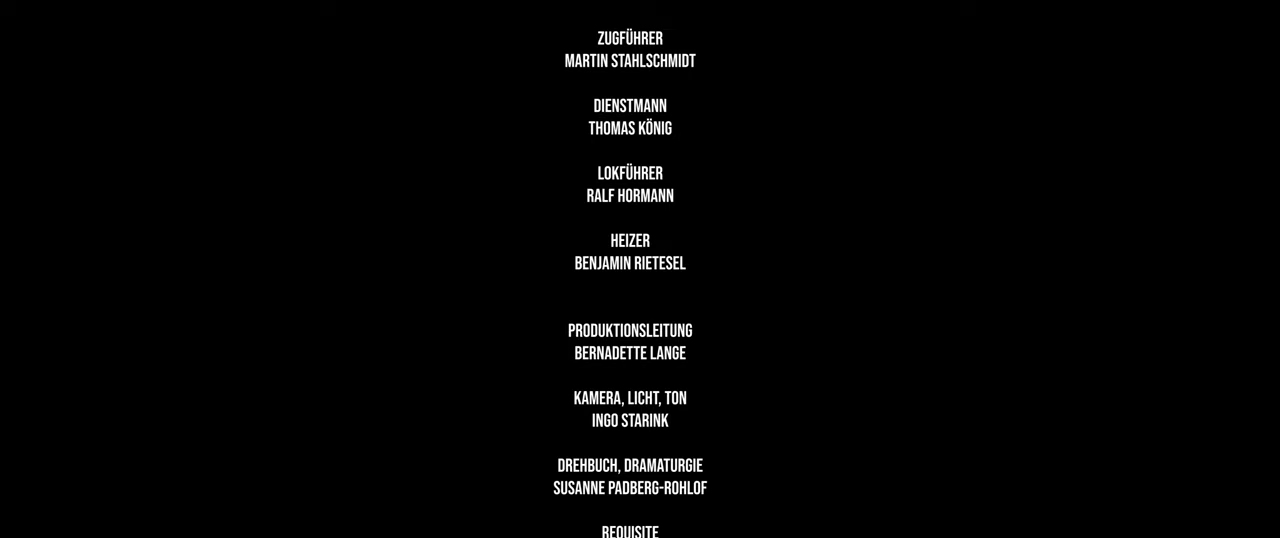 ZUGFÜHRER
MARTIN STAHLSCHMIDT
DIENSTMANN
THOMAS KÖNIG
LOKFÜHRER
RALF HORMANN
HEIZER
BENJAMIN RIETESEL
PRODUKTIONSLEITUNG
BERNADETTE LANGE
KAMERA, LICHT, TON
INGO STARINK
DREHBUCH, DRAMATURGIE
SUSANNE PADBERG-ROHLOF
REQUISITE